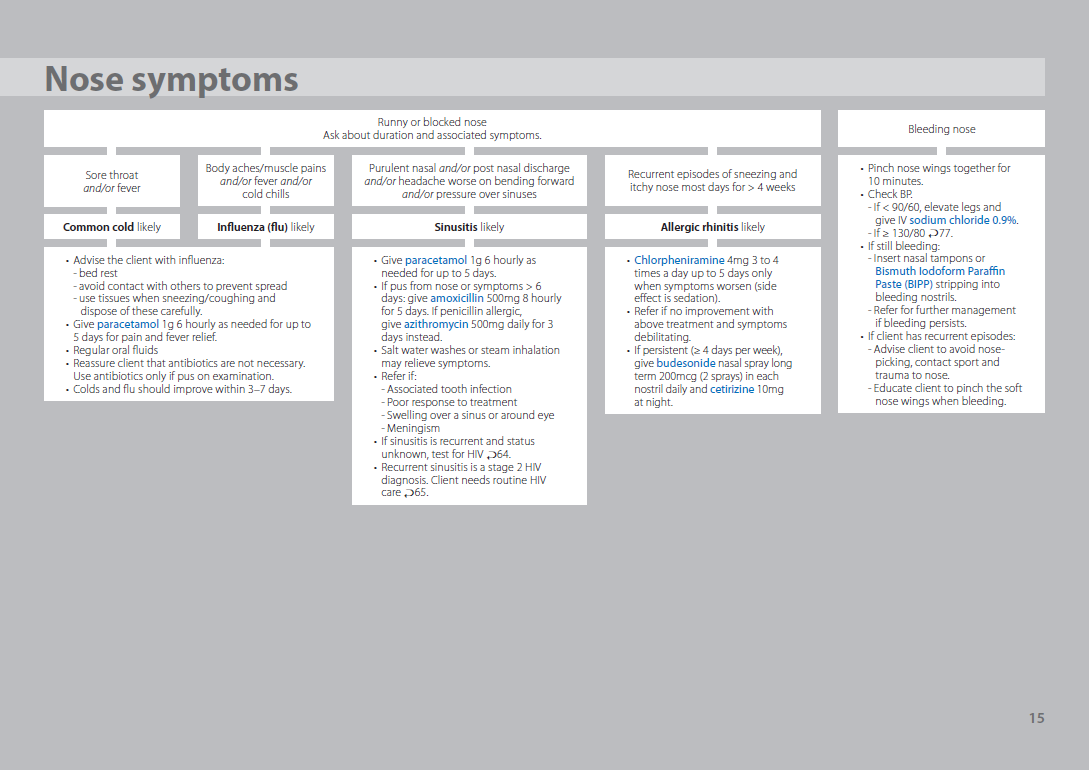 Nose symptoms
Runny or blocked nose
Ask about duration and associated symptoms.
Bleeding nose
Sore throat
and/or fever
Body aches/muscle pains
and/or fever and/or
cold chills
Purulent nasal and/or post nasal discharge
and/or headache worse on bending forward
and/or pressure over sinuses
Recurrent episodes of sneezing and
itchy nose most days for > 4 weeks
Common cold likely
Influenza (flu) likely
Sinusitis likely
Allergic rhinitis likely
• Advise the client with influenza:
- bed rest
- avoid contact with others to prevent spread
- use tissues when sneezing/coughing and
dispose of these carefully.
• Give paracetamol 1g 6 hourly as needed for up to
5 days for pain and fever relief.
• Regular oral fluids
• Reassure client that antibiotics are not necessary.
Use antibiotics only if pus on examination.
• Colds and flu should improve within 3–7 days.
• Give paracetamol 1g 6 hourly as
needed for up to 5 days.
• If pus from nose or symptoms > 6
days: give amoxicillin 500mg 8 hourly
for 5 days. If penicillin allergic,
give azithromycin 500mg daily for 3
days instead.
• Salt water washes or steam inhalation
may relieve symptoms.
• Refer if:
- Associated tooth infection
- Poor response to treatment
- Swelling over a sinus or around eye
- Meningism
• If sinusitis is recurrent and status
unknown, test for HIV ⮌64.
• Recurrent sinusitis is a stage 2 HIV
diagnosis. Client needs routine HIV
care ⮌65.
• Chlorpheniramine 4mg 3 to 4
times a day up to 5 days only
when symptoms worsen (side
effect is sedation).
• Refer if no improvement with
above treatment and symptoms
debilitating.
• If persistent (≥ 4 days per week),
give budesonide nasal spray long
term 200mcg (2 sprays) in each
nostril daily and cetirizine 10mg
at night.
• Pinch nose wings together for
10 minutes.
• Check BP.
- If < 90/60, elevate legs and
give IV sodium chloride 0.9%.
- If ≥ 130/80 ⮌77.
• If still bleeding:
- Insert nasal tampons or
Bismuth Iodoform Paraffin
Paste (BIPP) stripping into
bleeding nostrils.
- Refer for further management
if bleeding persists.
• If client has recurrent episodes:
- Advise client to avoid nose-
picking, contact sport and
trauma to nose.
- Educate client to pinch the soft
nose wings when bleeding.
15